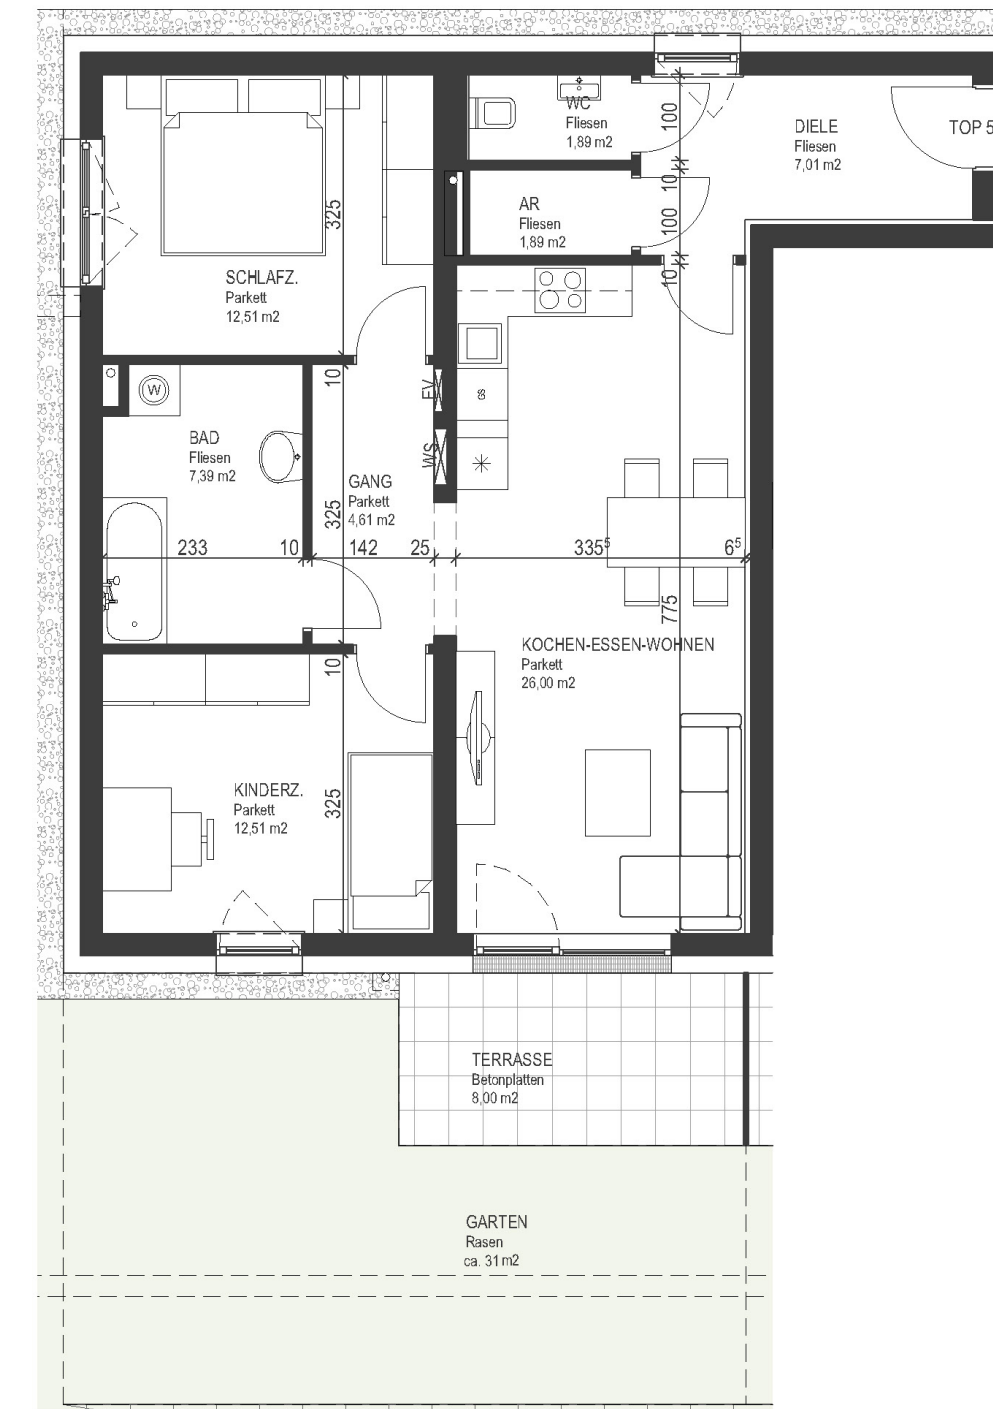 WC
Fliesen
1,89 m2
100
DIELE
Fliesen
7,01 m2
TOP 5
10
AR
Fliesen
1,89 m2
100
10
325
SCHLAFZ.
Parkett
12,51 m2
10
EV
W
GS
BAD
Fliesen
7,39 m2
WS
GANG
Parkett
4,61 m2
325
233
10
142
25
335⁵
6⁵
775
KOCHEN-ESSEN-WOHNEN
Parkett
26,00 m2
10
KINDERZ.
Parkett
12,51 m2
325
TERRASSE
Betonplatten
8,00 m2
GARTEN
Rasen
ca. 31 m2